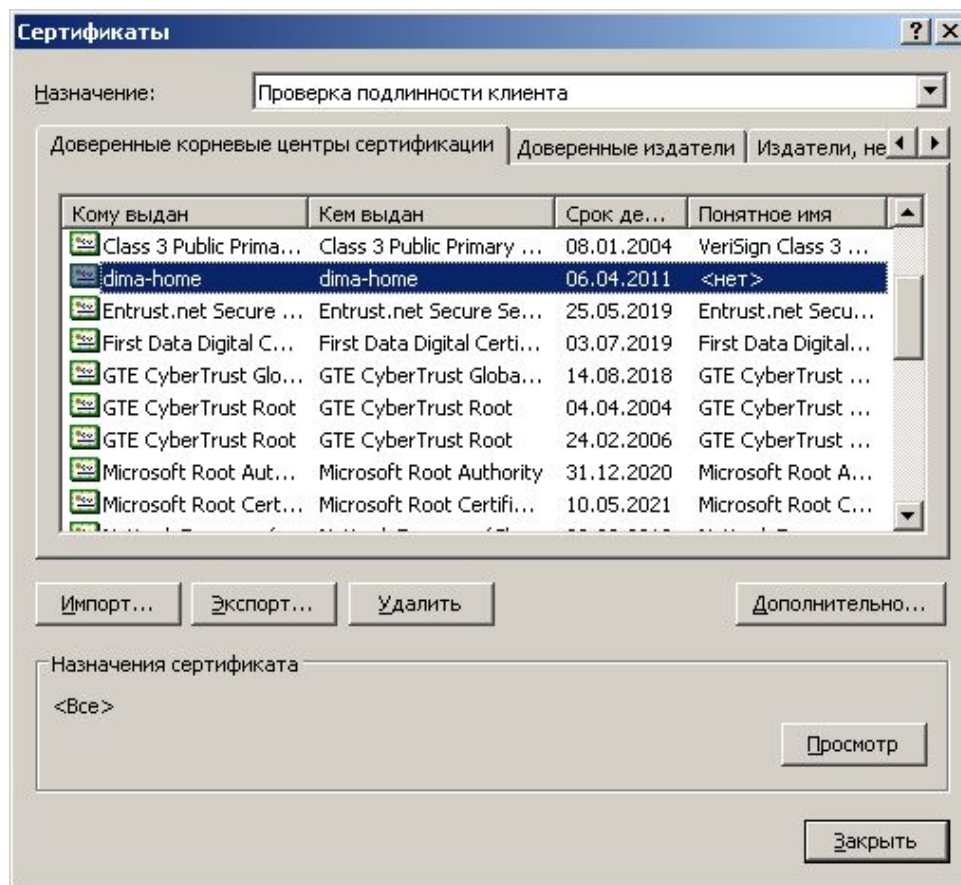 Сертификаты
Назначение: Проверка подлинности клиента
Доверенные корневые центры сертификации Доверенные издатели Издатели, не
Кому выдан Кем выдан Срок де... Понятное имя
Class 3 Public Prima... Class 3 Public Primary ... 08.01.2004 VeriSign Class 3 ...
dima-home dima-home 06.04.2011 <нет>
Entrust.net Secure ... Entrust.net Secure Se... 25.05.2019 Entrust.net Secu...
First Data Digital C... First Data Digital Certi... 03.07.2019 First Data Digital...
GTE CyberTrust Glo... GTE CyberTrust Globa... 14.08.2018 GTE CyberTrust ...
GTE CyberTrust Root GTE CyberTrust Root 04.04.2004 GTE CyberTrust ...
GTE CyberTrust Root GTE CyberTrust Root 24.02.2006 GTE CyberTrust ...
Microsoft Root Aut... Microsoft Root Authority 31.12.2020 Microsoft Root A...
Microsoft Root Cert... Microsoft Root Certifi... 10.05.2021 Microsoft Root C...
Импорт... Экспорт... Удалить Дополнительно...
Назначения сертификата
<Все>
Просмотр
Закрыть